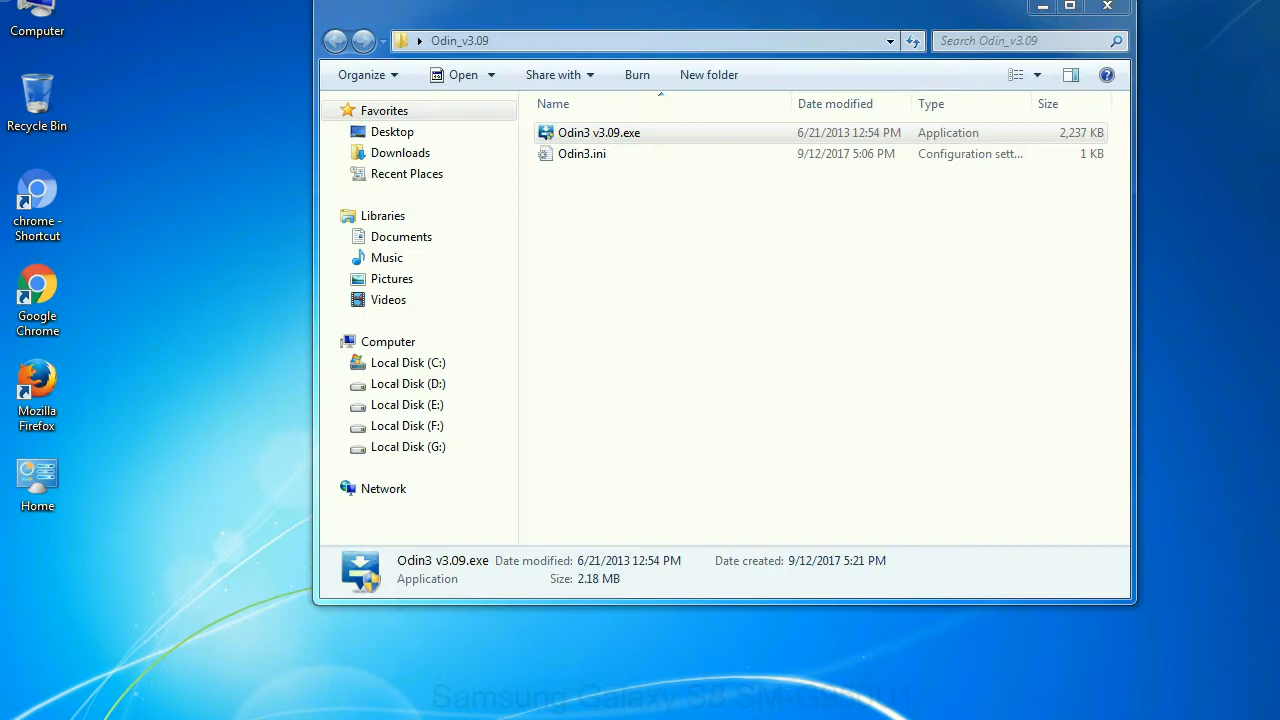 Computer
Recycle Bin
chrome -
Shortcut
Google
Chrome
Mozilla
Firefox
Home
Odin_v3.09
Search Odin_v3.09
Organize
Open
Share with
Burn
New folder
Favorites
Desktop
Downloads
Recent Places
Libraries
Documents
Music
Pictures
Videos
Computer
Local Disk (C:)
Local Disk (D:)
Local Disk (E:)
Local Disk (F:)
Local Disk (G:)
Network
Name Date modified Type Size
Odin3 v3.09.exe 6/21/2013 12:54 PM Application 2,237 KB
Odin3.ini 9/12/2017 5:06 PM Configuration sett... 1 KB
Odin3 v3.09.exe Date modified: 6/21/2013 12:54 PM Date created: 9/12/2017 5:21 PM
Application Size: 2.18 MB
Samsung Galaxy